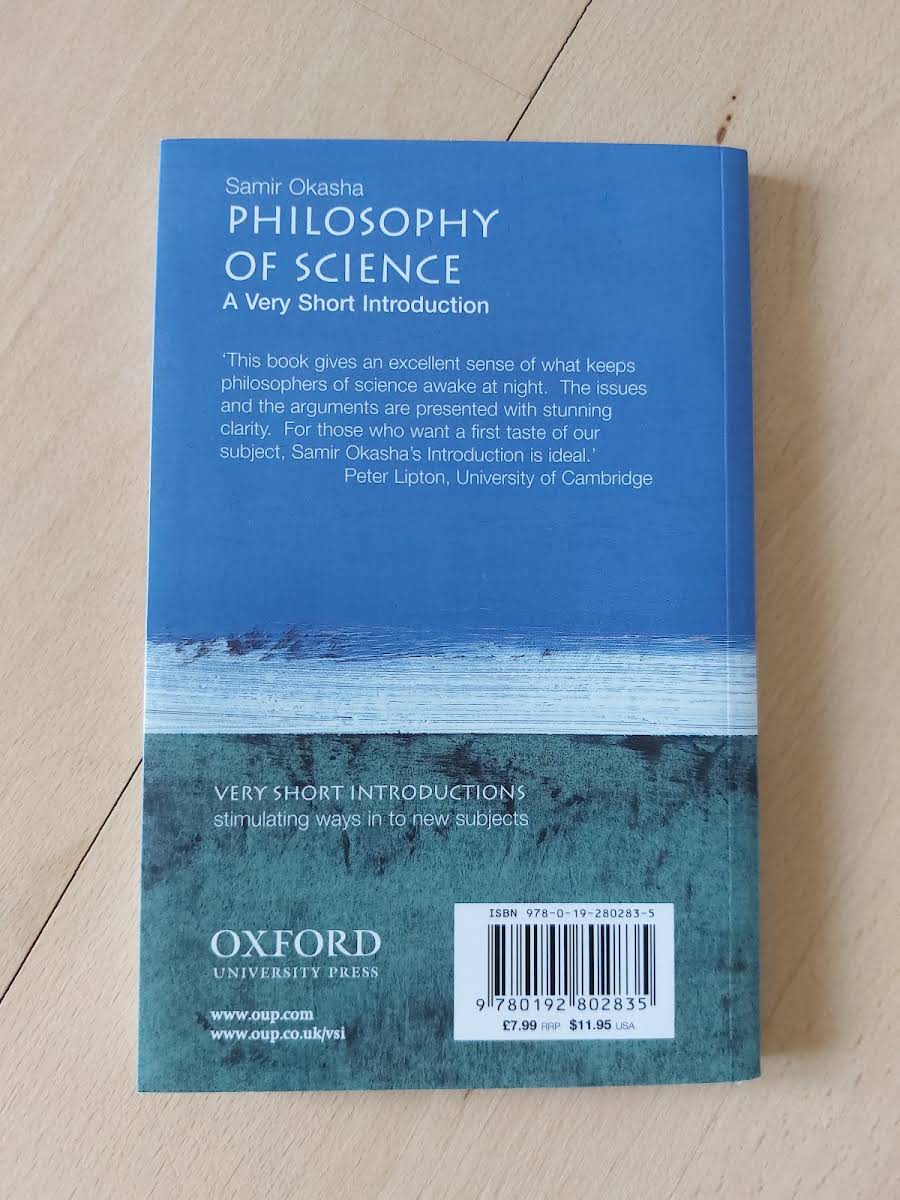 Samir Okasha
PHILOSOPHY
OF SCIENCE
A Very Short Introduction
‘This book gives an excellent sense of what keeps
philosophers of science awake at night.  The issues
and the arguments are presented with stunning
clarity.  For those who want a first taste of our
subject, Samir Okasha’s Introduction is ideal.’
Peter Lipton, University of Cambridge
VERY SHORT INTRODUCTIONS
stimulating ways in to new subjects
OXFORD
UNIVERSITY PRESS
www.oup.com
www.oup.co.uk/vsi
ISBN 978-0-19-280283-5
9 780192 802835
£7.99 RRP $11.95 USA